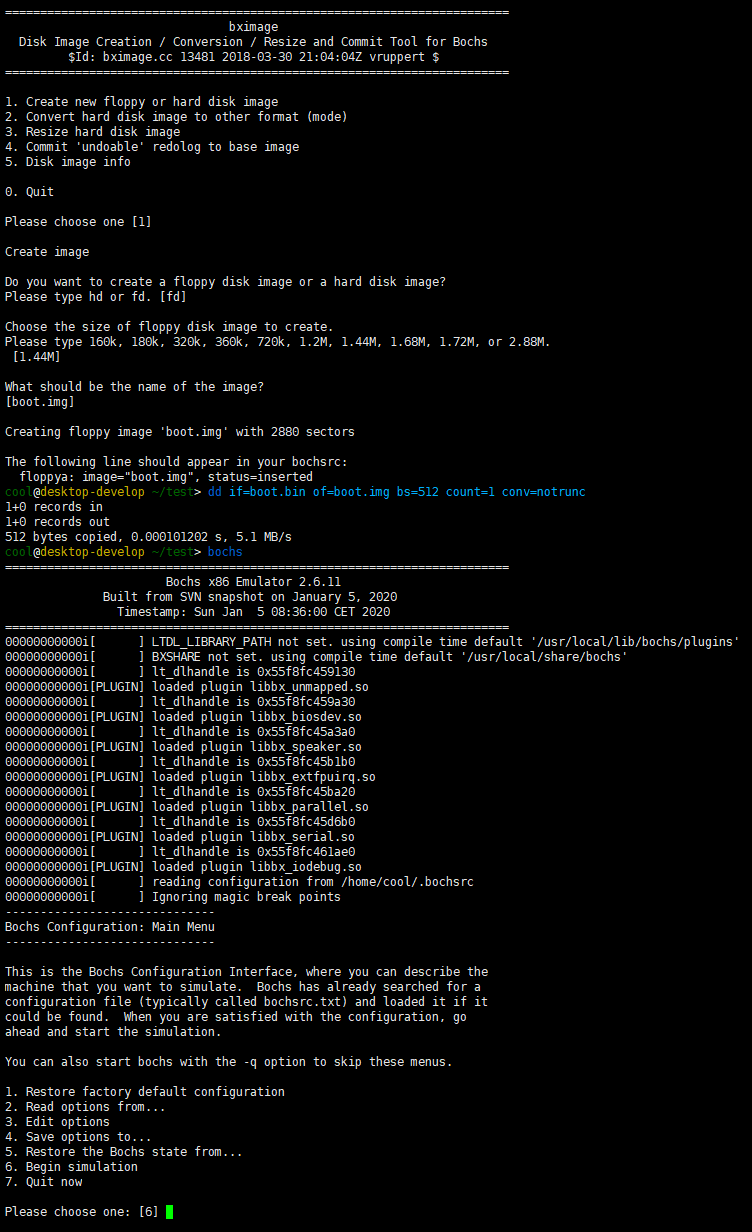 ========================================================================
                                bximage
  Disk Image Creation / Conversion / Resize and Commit Tool for Bochs
         $Id: bximage.cc 13481 2018-03-30 21:04:04Z vruppert $
========================================================================

1. Create new floppy or hard disk image
2. Convert hard disk image to other format (mode)
3. Resize hard disk image
4. Commit 'undoable' redolog to base image
5. Disk image info

0. Quit

Please choose one [1]

Create image

Do you want to create a floppy disk image or a hard disk image?
Please type hd or fd. [fd]

Choose the size of floppy disk image to create.
Please type 160k, 180k, 320k, 360k, 720k, 1.2M, 1.44M, 1.68M, 1.72M, or 2.88M.
 [1.44M]

What should be the name of the image?
[boot.img]

Creating floppy image 'boot.img' with 2880 sectors

The following line should appear in your bochsrc:
  floppya: image="boot.img", status=inserted
cool@desktop-develop ~/test> dd if=boot.bin of=boot.img bs=512 count=1 conv=notrunc
1+0 records in
1+0 records out
512 bytes copied, 0.000101202 s, 5.1 MB/s
cool@desktop-develop ~/test> bochs
========================================================================
                       Bochs x86 Emulator 2.6.11
              Built from SVN snapshot on January 5, 2020
                Timestamp: Sun Jan  5 08:36:00 CET 2020
========================================================================
00000000000i[      ] LTDL_LIBRARY_PATH not set. using compile time default '/usr/local/lib/bochs/plugins'
00000000000i[      ] BXSHARE not set. using compile time default '/usr/local/share/bochs'
00000000000i[      ] lt_dlhandle is 0x55f8fc459130
00000000000i[PLUGIN] loaded plugin libbx_unmapped.so
00000000000i[      ] lt_dlhandle is 0x55f8fc459a30
00000000000i[PLUGIN] loaded plugin libbx_biosdev.so
00000000000i[      ] lt_dlhandle is 0x55f8fc45a3a0
00000000000i[PLUGIN] loaded plugin libbx_speaker.so
00000000000i[      ] lt_dlhandle is 0x55f8fc45b1b0
00000000000i[PLUGIN] loaded plugin libbx_extfpuirq.so
00000000000i[      ] lt_dlhandle is 0x55f8fc45ba20
00000000000i[PLUGIN] loaded plugin libbx_parallel.so
00000000000i[      ] lt_dlhandle is 0x55f8fc45d6b0
00000000000i[PLUGIN] loaded plugin libbx_serial.so
00000000000i[      ] lt_dlhandle is 0x55f8fc461ae0
00000000000i[PLUGIN] loaded plugin libbx_iodebug.so
00000000000i[      ] reading configuration from /home/cool/.bochsrc
00000000000i[      ] Ignoring magic break points
------------------------------
Bochs Configuration: Main Menu
------------------------------

This is the Bochs Configuration Interface, where you can describe the
machine that you want to simulate.  Bochs has already searched for a
configuration file (typically called bochsrc.txt) and loaded it if it
could be found.  When you are satisfied with the configuration, go
ahead and start the simulation.

You can also start bochs with the -q option to skip these menus.

1. Restore factory default configuration
2. Read options from...
3. Edit options
4. Save options to...
5. Restore the Bochs state from...
6. Begin simulation
7. Quit now

Please choose one: [6]